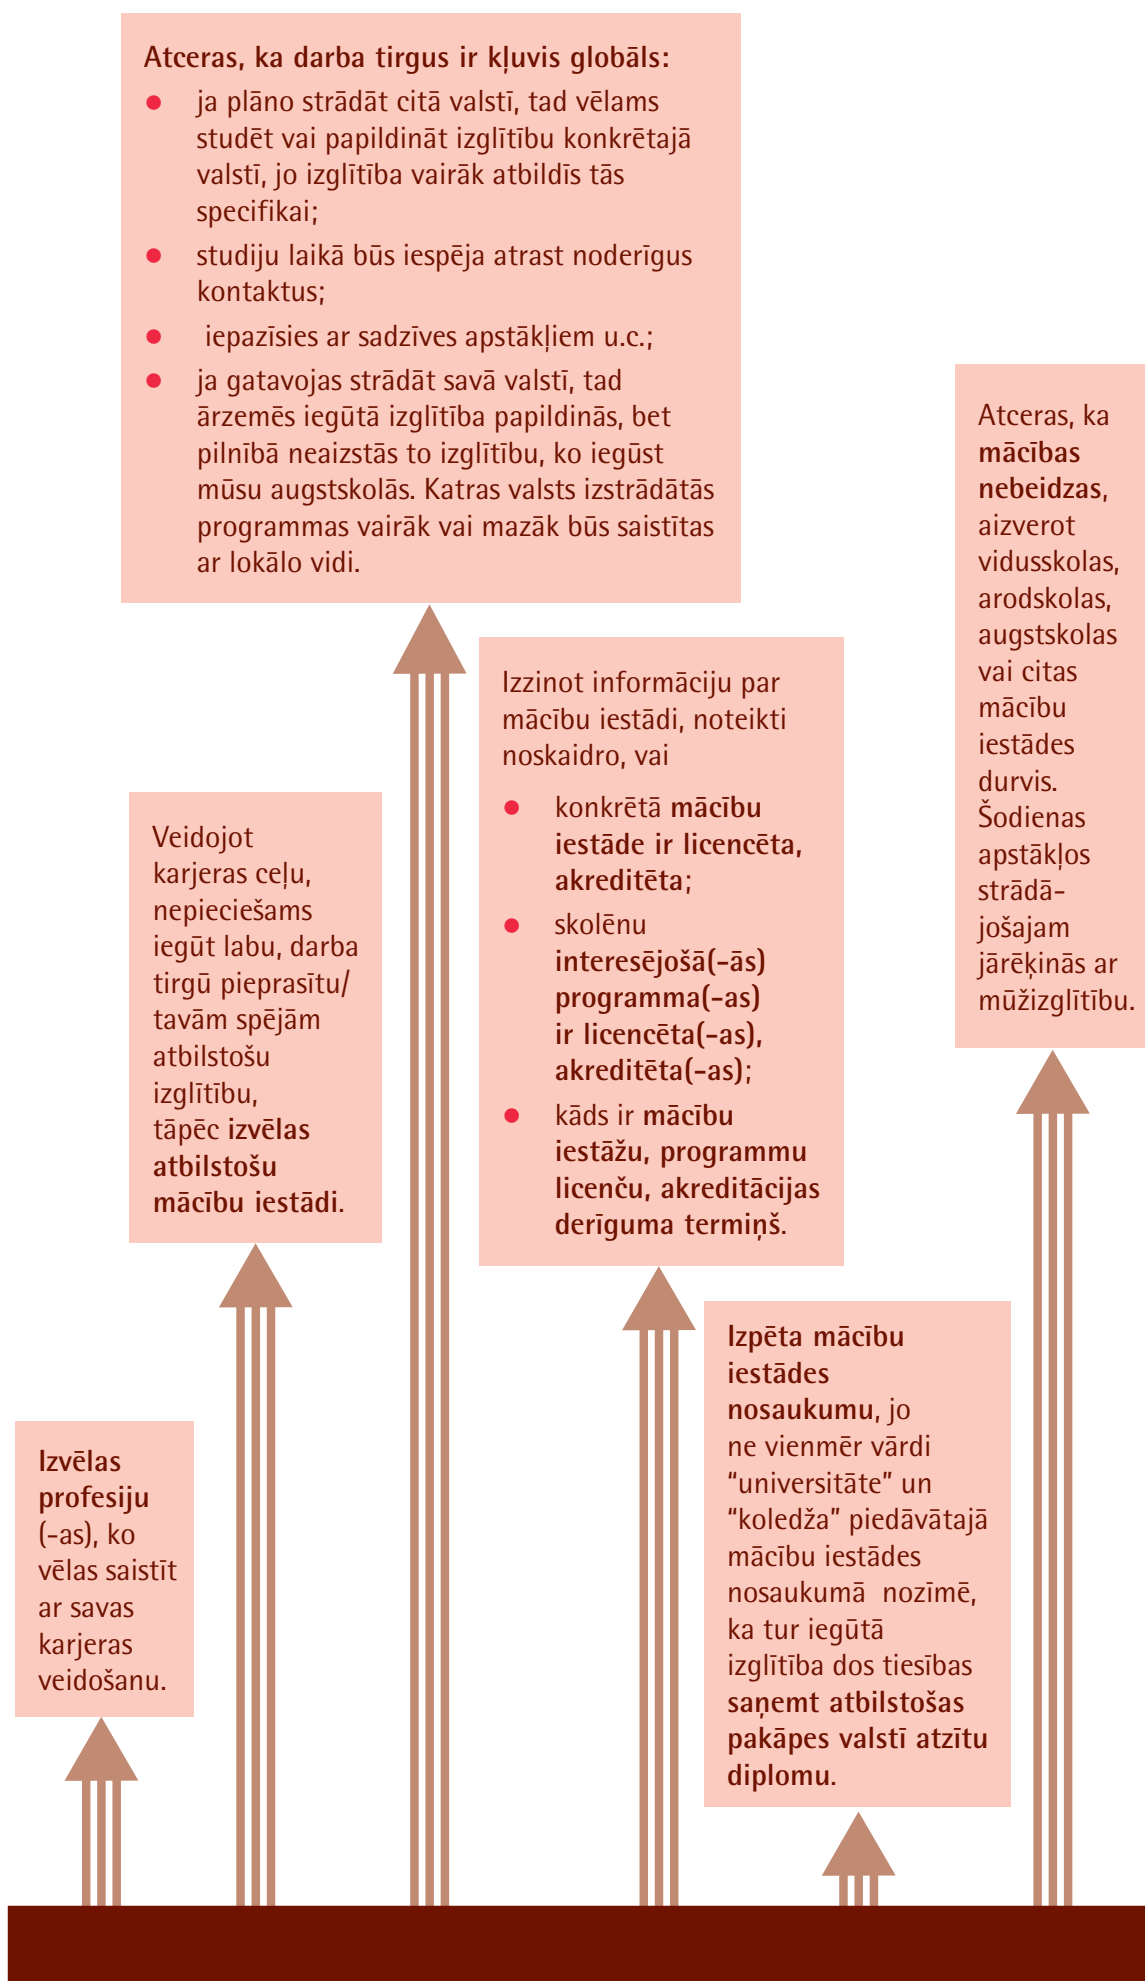 Atceras, ka darba tirgus ir kļuvis globāls:
● ja plāno strādāt citā valstī, tad vēlams
studēt vai papildināt izglītību konkrētajā
valstī, jo izglītība vairāk atbildīs tās
specifikai;
● studiju laikā būs iespēja atrast noderīgus
kontaktus;
● iepazīsies ar sadzīves apstākļiem u.c.;
● ja gatavojas strādāt savā valstī, tad
ārzemēs iegūtā izglītība papildinās, bet
pilnībā neaizstās to izglītību, ko iegūst
mūsu augstskolās. Katras valsts izstrādātās
programmas vairāk vai mazāk būs saistītas
ar lokālo vidi.
Izvēlas
profesiju
(-as), ko
vēlas saistīt
ar savas
karjeras
veidošanu.
Veidojot
karjeras ceļu,
nepieciešams
iegūt labu, darba
tirgū pieprasītu/
tavām spējām
atbilstošu
izglītību,
tāpēc izvēlas
atbilstošu
mācību iestādi.
Izzinot informāciju par
mācību iestādi, noteikti
noskaidro, vai
● konkrētā mācību
iestāde ir licencēta,
akreditēta;
● skolēnu
interesējošā(-ās)
programma(-as)
ir licencēta(-as),
akreditēta(-as);
● kāds ir mācību
iestāžu, programmu
licenču, akreditācijas
derīguma termiņš.
Izpēta mācību
iestādes
nosaukumu, jo
ne vienmēr vārdi
“universitāte” un
“koledža” piedāvātajā
mācību iestādes
nosaukumā nozīmē,
ka tur iegūtā
izglītība dos tiesības
saņemt atbilstošas
pakāpes valstī atzītu
diplomu.
Atceras, ka
mācības
nebeidzas,
aizverot
vidusskolas,
arodskolas,
augstskolas
vai citas
mācību
iestādes
durvis.
Šodienas
apstākļos
strādā-
jošajam
jārēķinās ar
mūžizglītību.